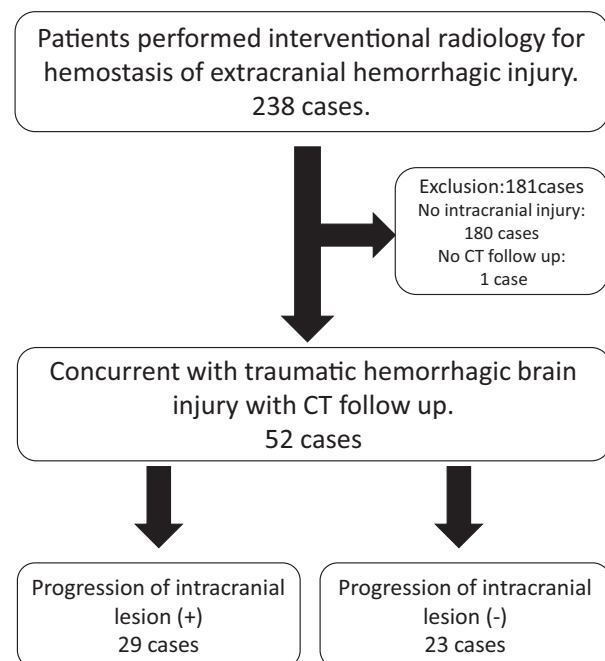 Patients performed interventional radiology for
hemostasis of extracranial hemorrhagic injury.
238 cases.
Exclusion:181cases
No intracranial injury:
180 cases
No CT follow up:
1 case
Concurrent with traumatic hemorrhagic brain
injury with CT follow up.
52 cases
Progression of intracranial
lesion (+)
29 cases
Progression of intracranial
lesion (-)
23 cases